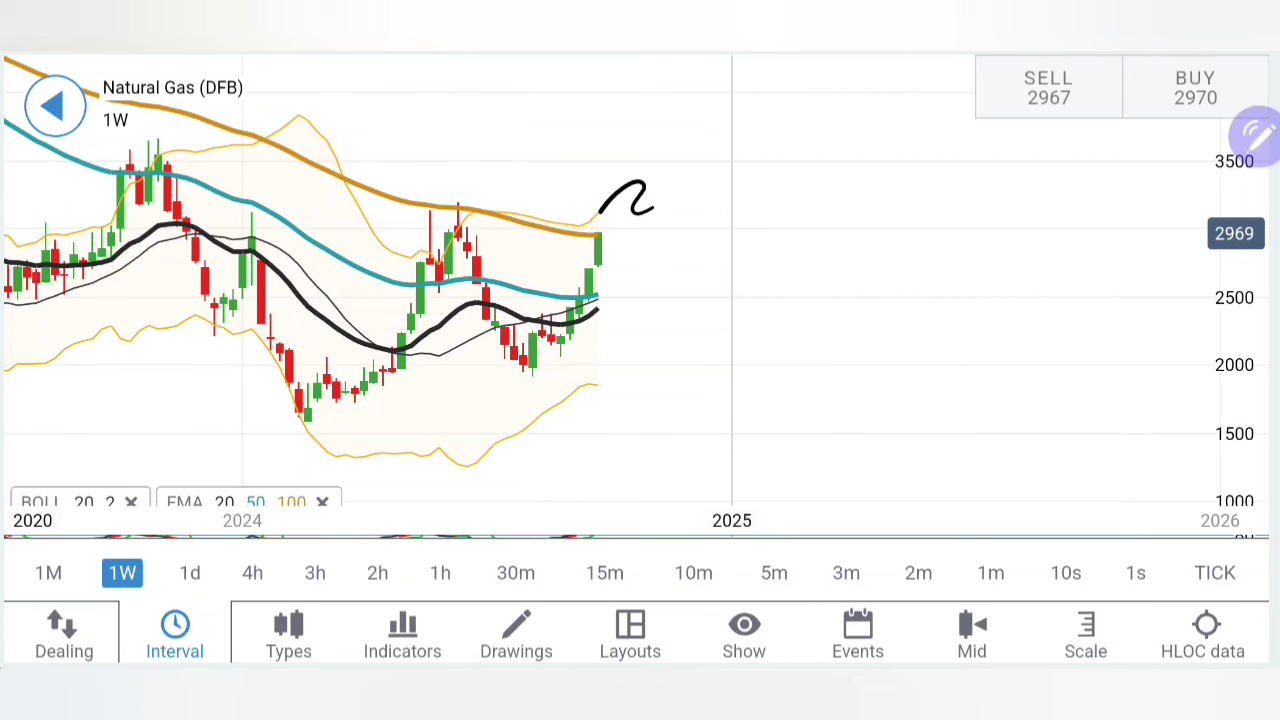 Natural Gas (DFB)
1W
SELL BUY
2967 2970
3500
2969
2500
2000
1500
1000
BOLL 20 2 EMA 20 50 100
2020 2024 2025 2026
1M 1W 1d 4h 3h 2h 1h 30m 15m 10m 5m 3m 2m 1m 10s 1s TICK
Dealing Interval Types Indicators Drawings Layouts Show Events Mid Scale HLOC data